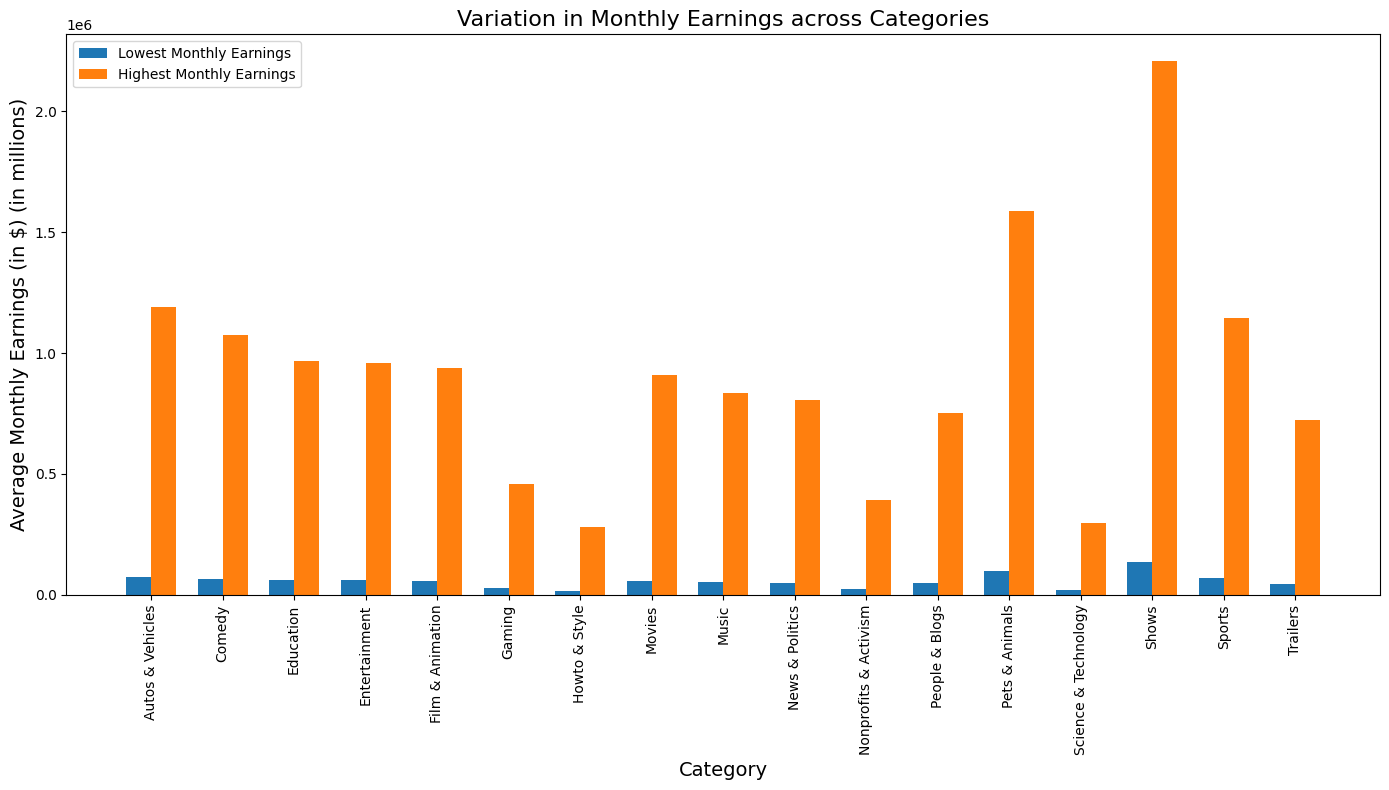 Variation in Monthly Earnings across Categories
1e6
Lowest Monthly Earnings
Highest Monthly Earnings
Average Monthly Earnings (in $) (in millions)
2.0
1.5
1.0
0.5
0.0
Autos & Vehicles
Comedy
Education
Entertainment
Film & Animation
Gaming
Howto & Style
Movies
Music
News & Politics
Nonprofits & Activism
People & Blogs
Pets & Animals
Science & Technology
Shows
Sports
Trailers
Category